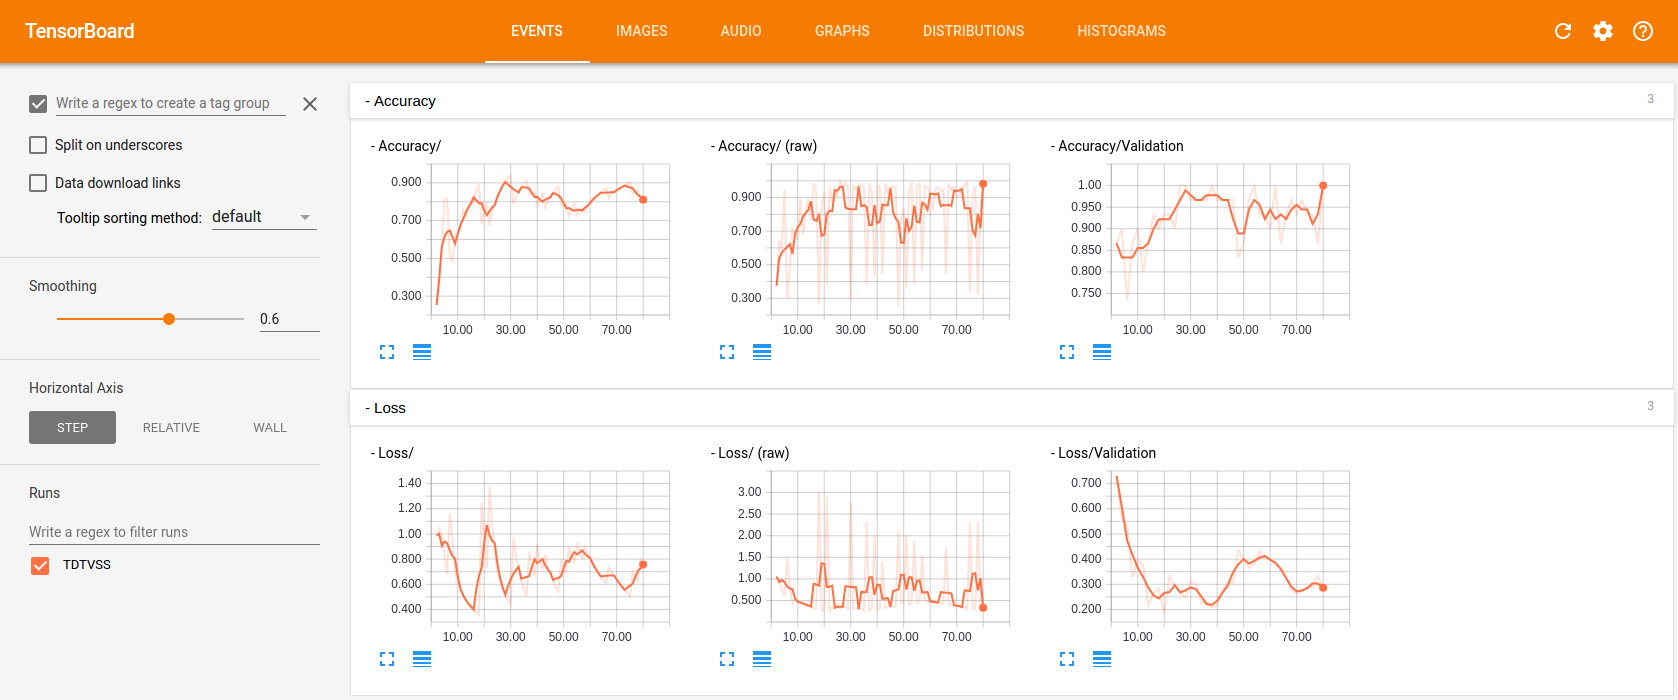 TensorBoard
EVENTS IMAGES AUDIO GRAPHS DISTRIBUTIONS HISTOGRAMS
Write a regex to create a tag group
Split on underscores
Data download links
Tooltip sorting method: default
Smoothing
0.6
Horizontal Axis
STEP RELATIVE WALL
Runs
Write a regex to filter runs
TDTVSS
- Accuracy 3
- Accuracy/
0.900
0.700
0.500
0.300
10.00 30.00 50.00 70.00
- Accuracy/ (raw)
0.900
0.700
0.500
0.300
10.00 30.00 50.00 70.00
- Accuracy/Validation
1.00
0.950
0.900
0.850
0.800
0.750
10.00 30.00 50.00 70.00
- Loss 3
- Loss/
1.40
1.20
1.00
0.800
0.600
0.400
10.00 30.00 50.00 70.00
- Loss/ (raw)
3.00
2.50
2.00
1.50
1.00
0.500
10.00 30.00 50.00 70.00
- Loss/Validation
0.700
0.600
0.500
0.400
0.300
0.200
10.00 30.00 50.00 70.00